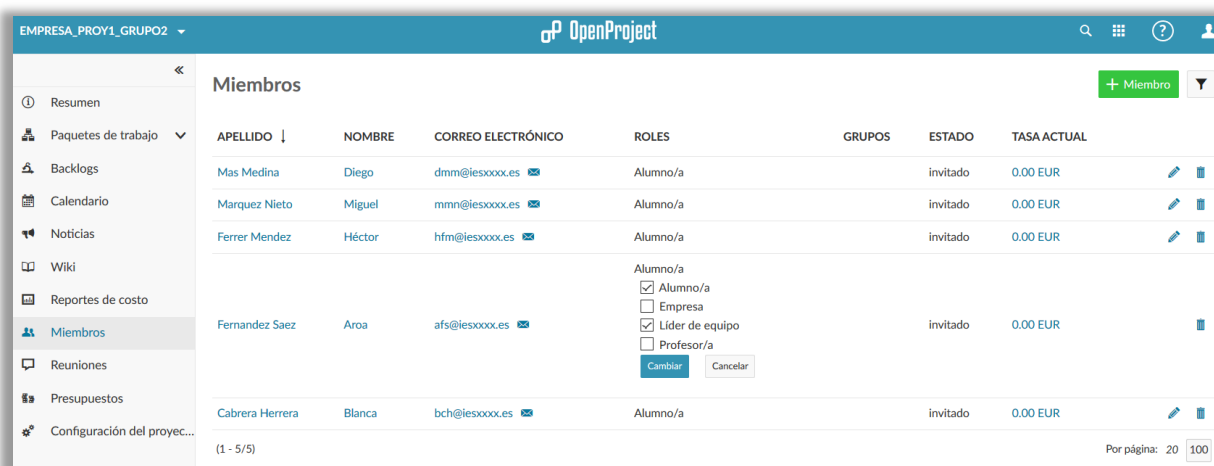 EMPRESA_PROY1_GRUPO2
OpenProject
Miembros
+ Miembro
Resumen
Paquetes de trabajo
Backlogs
Calendario
Noticias
Wiki
Reportes de costo
Miembros
Reuniones
Presupuestos
Configuración del proyec...
APELLIDO NOMBRE CORREO ELECTRÓNICO ROLES GRUPOS ESTADO TASA ACTUAL
Mas Medina Diego dmm@iesxxxx.es Alumno/a invitado 0.00 EUR
Marquez Nieto Miguel mmn@iesxxxx.es Alumno/a invitado 0.00 EUR
Ferrer Mendez Héctor hfm@iesxxxx.es Alumno/a invitado 0.00 EUR
Alumno/a
Alumno/a
Empresa
Fernandez Saez Aroa afs@iesxxxx.es Líder de equipo invitado 0.00 EUR
Profesor/a
Cambiar Cancelar
Cabrera Herrera Blanca bch@iesxxxx.es Alumno/a invitado 0.00 EUR
(1 - 5/5) Por página: 20 100